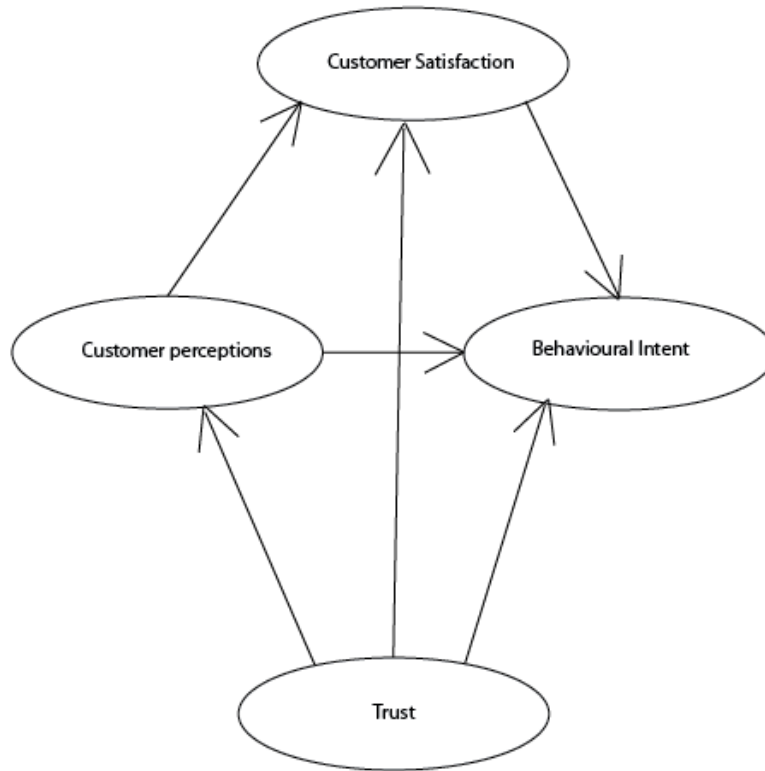 Customer Satisfaction
Customer perceptions
Behavioural Intent
Trust